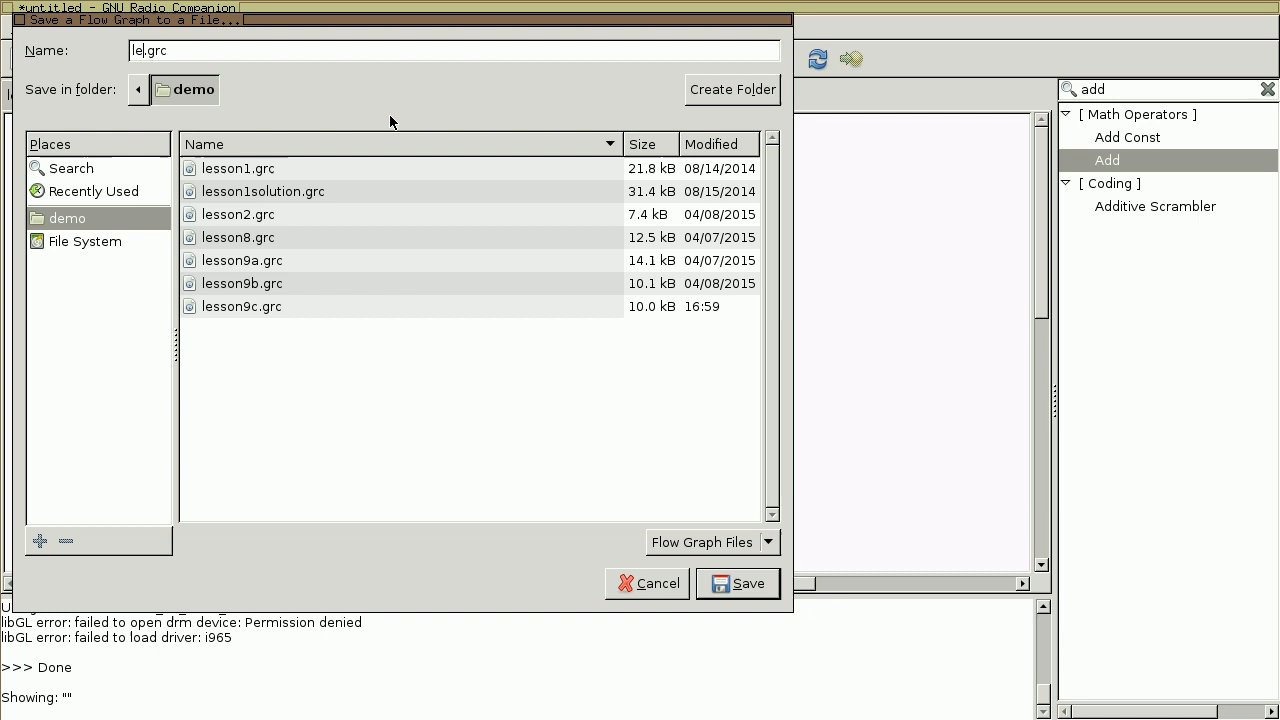 *untitled - GNU Radio Companion
Save a Flow Graph to a File...
Name: le.grc
Save in folder: demo Create Folder
add
Places
Search
Recently Used
demo
File System
Name Size Modified
lesson1.grc 21.8 kB 08/14/2014
lesson1solution.grc 31.4 kB 08/15/2014
lesson2.grc 7.4 kB 04/08/2015
lesson8.grc 12.5 kB 04/07/2015
lesson9a.grc 14.1 kB 04/07/2015
lesson9b.grc 10.1 kB 04/08/2015
lesson9c.grc 10.0 kB 16:59
Flow Graph Files
Cancel Save
[ Math Operators ]
Add Const
Add
[ Coding ]
Additive Scrambler
libGL error: failed to open drm device: Permission denied
libGL error: failed to load driver: i965
>>> Done
Showing: ""